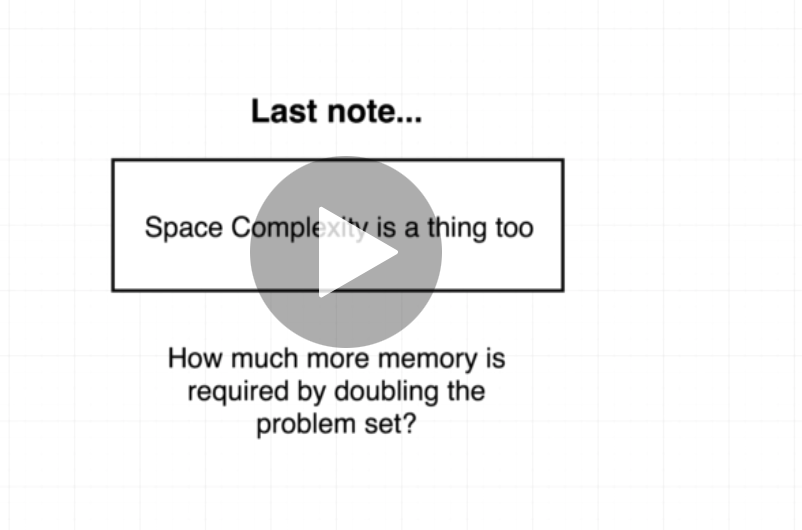 Last note...
Space Complexity is a thing too
How much more memory is
required by doubling the
problem set?